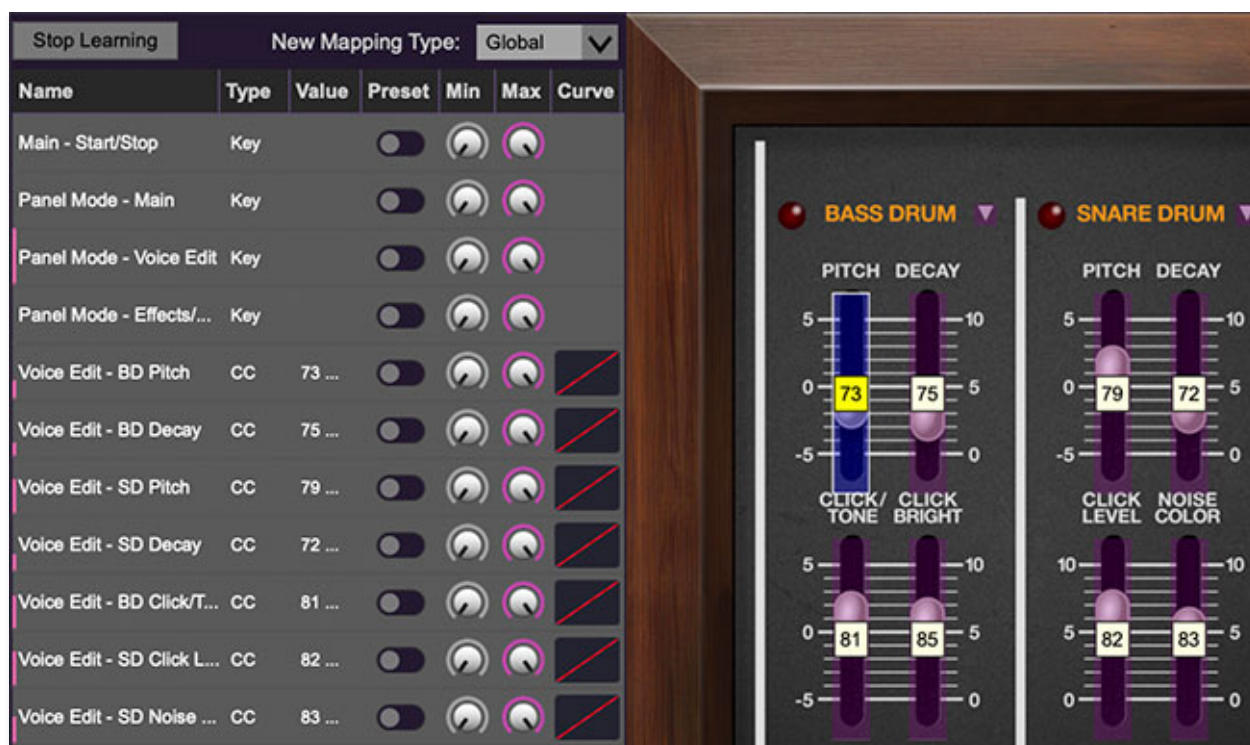 Stop Learning New Mapping Type: Global
Name Type Value Preset Min Max Curve
Main - Start/Stop Key
Panel Mode - Main Key
Panel Mode - Voice Edit Key
Panel Mode - Effects/... Key
Voice Edit - BD Pitch CC 73 ...
Voice Edit - BD Decay CC 75 ...
Voice Edit - SD Pitch CC 79 ...
Voice Edit - SD Decay CC 72 ...
Voice Edit - BD Click/T... CC 81 ...
Voice Edit - SD Click L... CC 82 ...
Voice Edit - SD Noise ... CC 83 ...
BASS DRUM
PITCH DECAY
5 10
0 73 75 5
-5 0
CLICK/ CLICK
TONE BRIGHT
5 10
0 81 85 5
-5 0
SNARE DRUM
PITCH DECAY
5 10
0 79 72 5
-5 0
CLICK NOISE
LEVEL COLOR
10 10
5 82 83 5
0 0